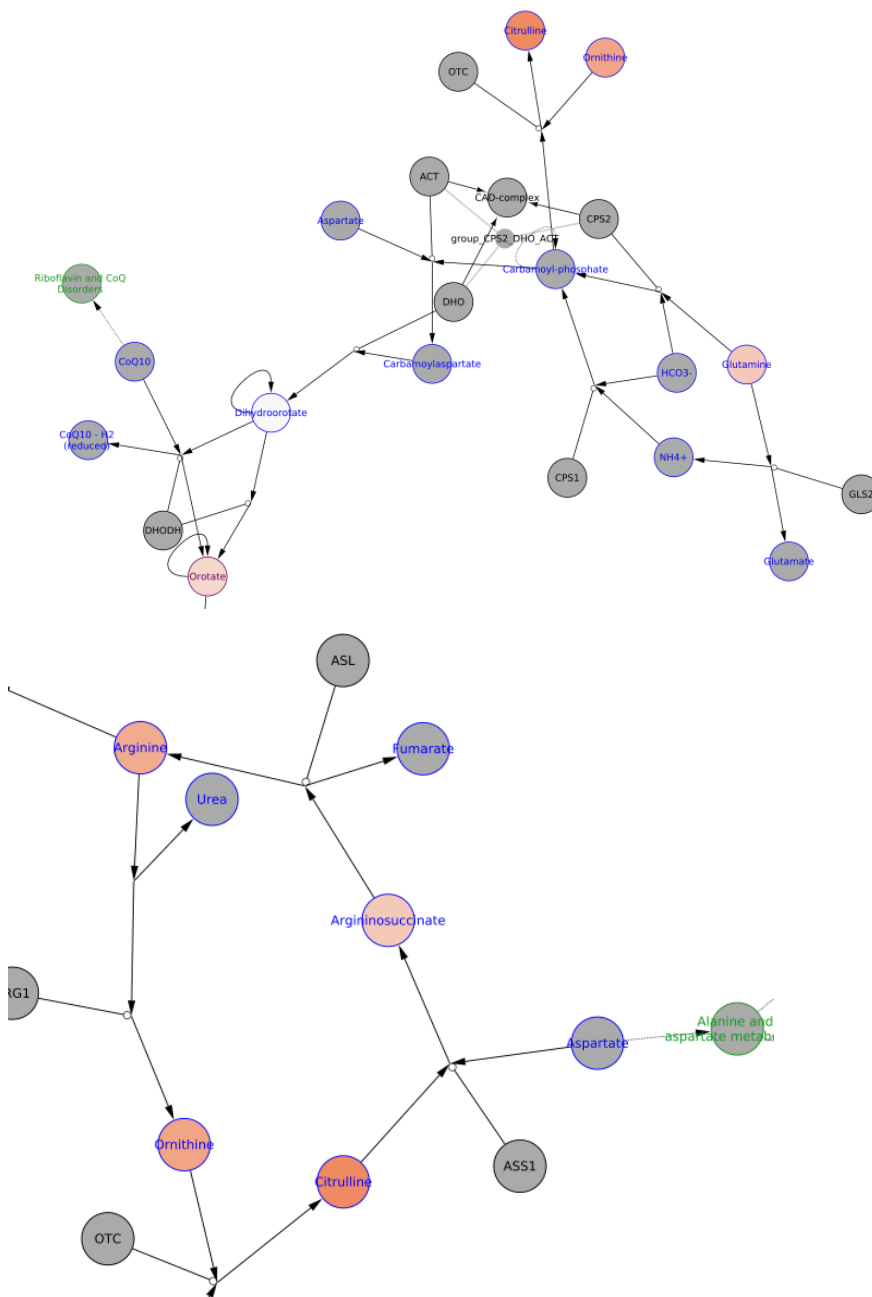 Citrulline
Ornithine
OTC
ACT
CAD-complex
CPS2
Aspartate
group_CPS2_DHO_ACT
Carbamoyl-phosphate
Riboflavin and CoQ
Disorders
DHO
CoQ10
Carbamoylaspartate
HCO3-
Glutamine
Dihydroorotate
CoQ10 - H2
(reduced)
NH4+
CPS1
GLS2
DHODH
Glutamate
Orotate
ASL
Arginine
Fumarate
Urea
Argininosuccinate
RG1
Alanine and
aspartate metab
Aspartate
Ornithine
ASS1
Citrulline
OTC